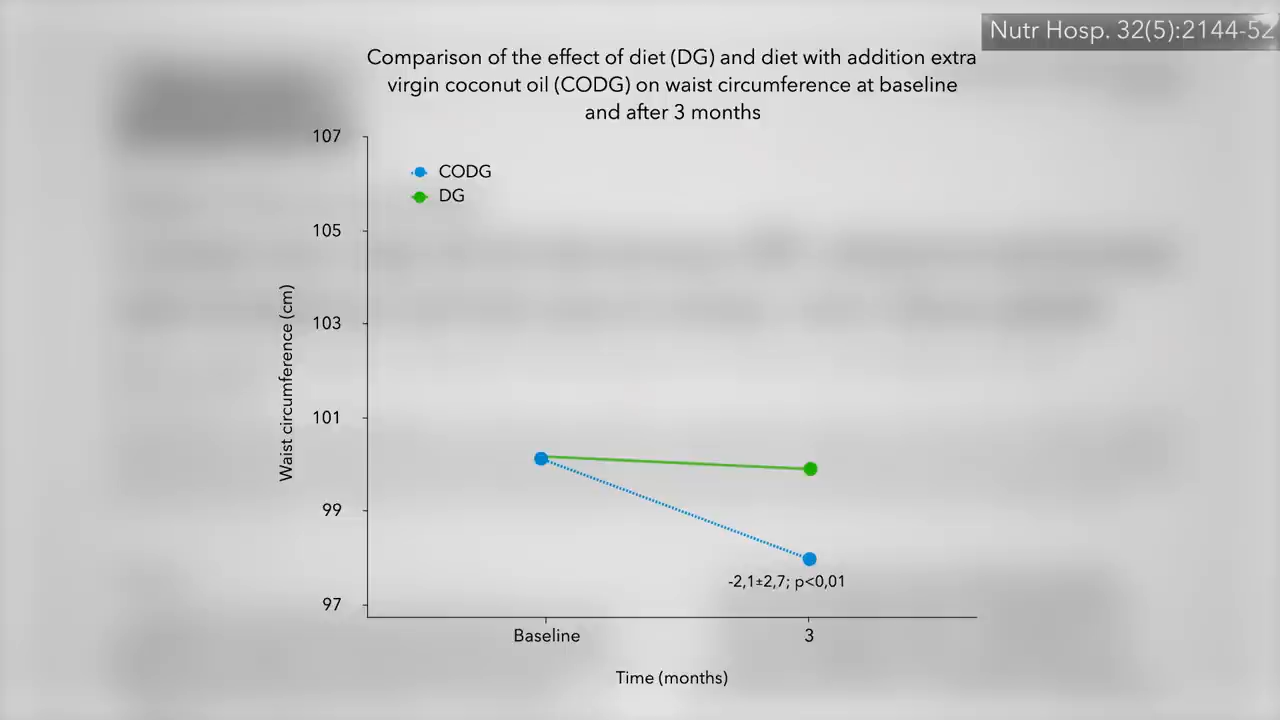 Nutr Hosp. 32(5):2144-52
Comparison of the effect of diet (DG) and diet with addition extra
virgin coconut oil (CODG) on waist circumference at baseline
and after 3 months
107
CODG
DG
105
103
101
99
97
Waist circumference (cm)
-2,1±2,7; p<0,01
Baseline
3
Time (months)